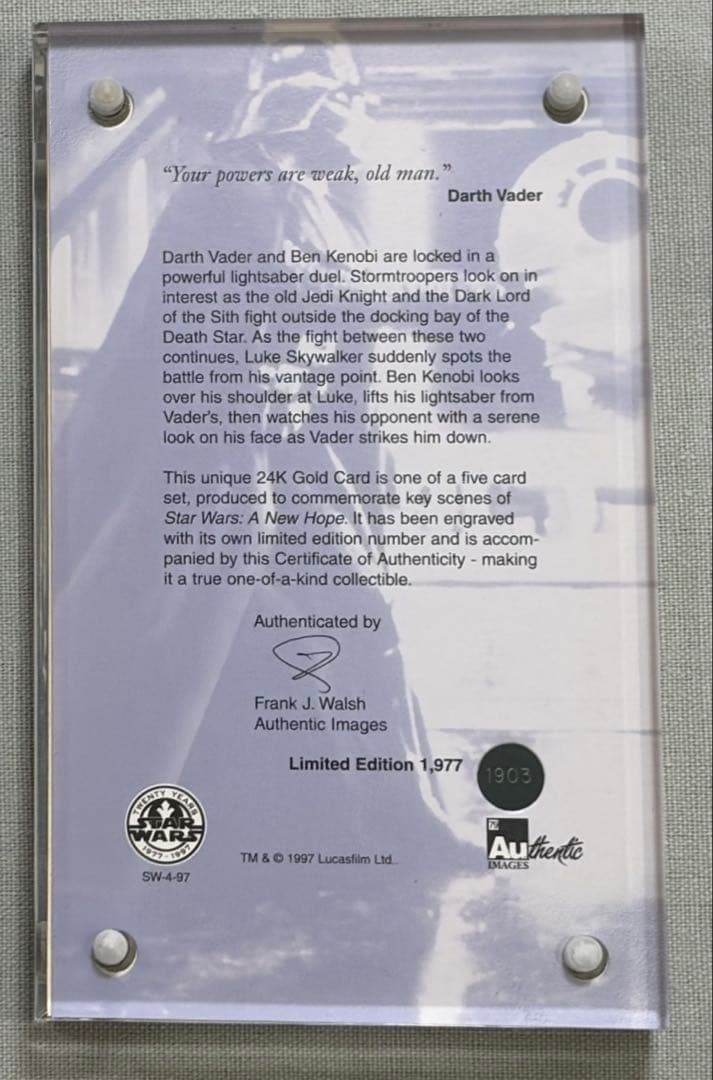 “Your powers are weak, old man.”
Darth Vader
Darth Vader and Ben Kenobi are locked in a
powerful lightsaber duel. Stormtroopers look on in
interest as the old Jedi Knight and the Dark Lord
of the Sith fight outside the docking bay of the
Death Star. As the fight between these two
continues, Luke Skywalker suddenly spots the
battle from his vantage point. Ben Kenobi looks
over his shoulder at Luke, lifts his lightsaber from
Vader's, then watches his opponent with a serene
look on his face as Vader strikes him down.
This unique 24K Gold Card is one of a five card
set, produced to commemorate key scenes of
Star Wars: A New Hope. It has been engraved
with its own limited edition number and is accom-
panied by this Certificate of Authenticity - making
it a true one-of-a-kind collectible.
Authenticated by
Frank J. Walsh
Authentic Images
Limited Edition 1,977
1903
TWENTY YEARS
STAR
WARS
1977-1997
SW-4-97
TM & © 1997 Lucasfilm Ltd.
79
Authentic
IMAGES